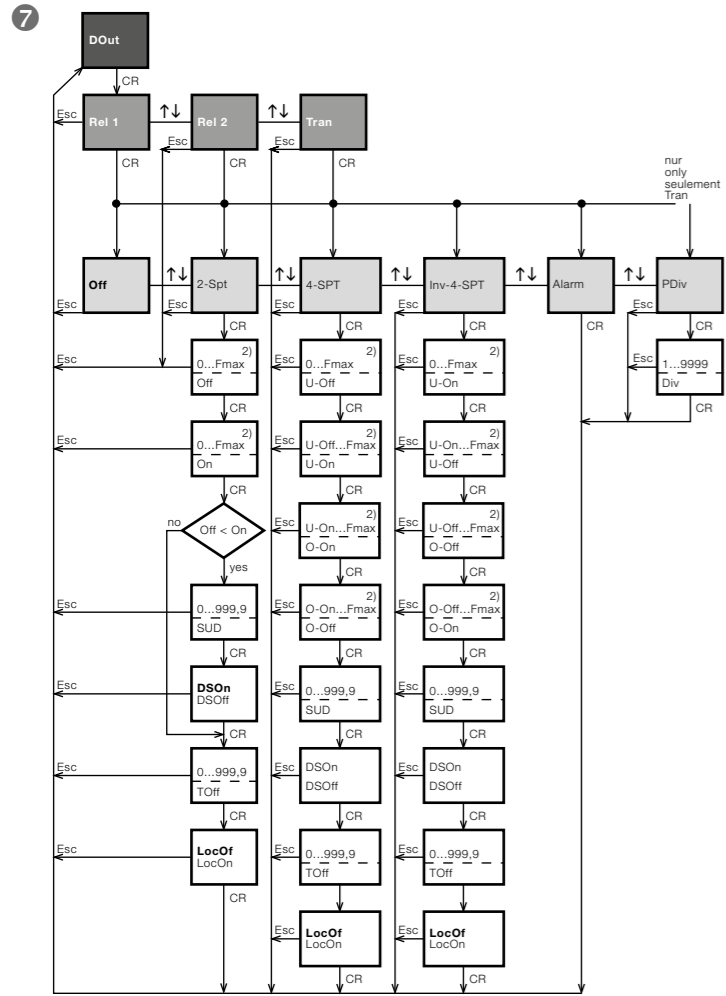 7
DOut
CR
Esc Rel 1 ↑↓ Rel 2 ↑↓ Tran
Esc Esc
CR CR CR
nur
only
seulement
Tran
Off ↑↓ 2-Spt ↑↓ 4-SPT ↑↓ Inv-4-SPT ↑↓ Alarm ↑↓ PDiv
Esc Esc Esc Esc Esc
CR CR CR CR CR
Esc 0...Fmax 2) Esc 0...Fmax 2) Esc 0...Fmax 2) Esc 1...9999
Off U-Off U-On Div
CR CR CR CR
Esc 0...Fmax 2) Esc U-Off...Fmax 2) Esc U-On...Fmax 2)
On U-On U-Off
CR CR CR
no Off < On Esc U-On...Fmax 2) Esc U-Off...Fmax 2)
O-On O-Off
yes CR CR
Esc 0...999,9 Esc O-On...Fmax 2) Esc O-Off...Fmax 2)
SUD O-Off O-On
CR CR CR
Esc DSOn Esc 0...999,9 Esc 0...999,9
DSOff SUD SUD
CR CR CR
Esc 0...999,9 Esc DSOn Esc DSOn
TOff DSOff DSOff
CR CR CR
Esc LocOf Esc 0...999,9 Esc 0...999,9
LocOn TOff TOff
CR
Esc LocOf Esc LocOf
LocOn LocOn
CR CR